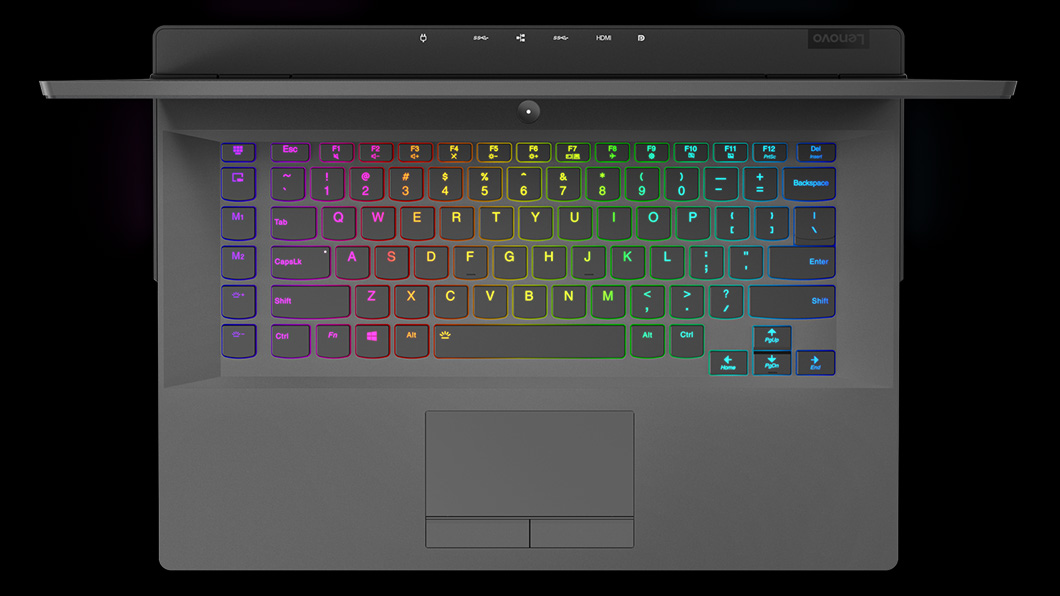 HDMI
Lenovo
Esc F1 F2 F3 F4 F5 F6 F7 F8 F9 F10 F11 F12 Del
PrtSc Insert
~ ! @ # $ % ^ & * ( ) — +
` 1 2 3 4 5 6 7 8 9 0 - = Backspace
M1 Tab Q W E R T Y U I O P { } |
[ ] \
M2 CapsLk A S D F G H J K L : " Enter
; '
Shift Z X C V B N M < > ? Shift
, . /
Ctrl Fn Alt Alt Ctrl PgUp
Home PgDn End